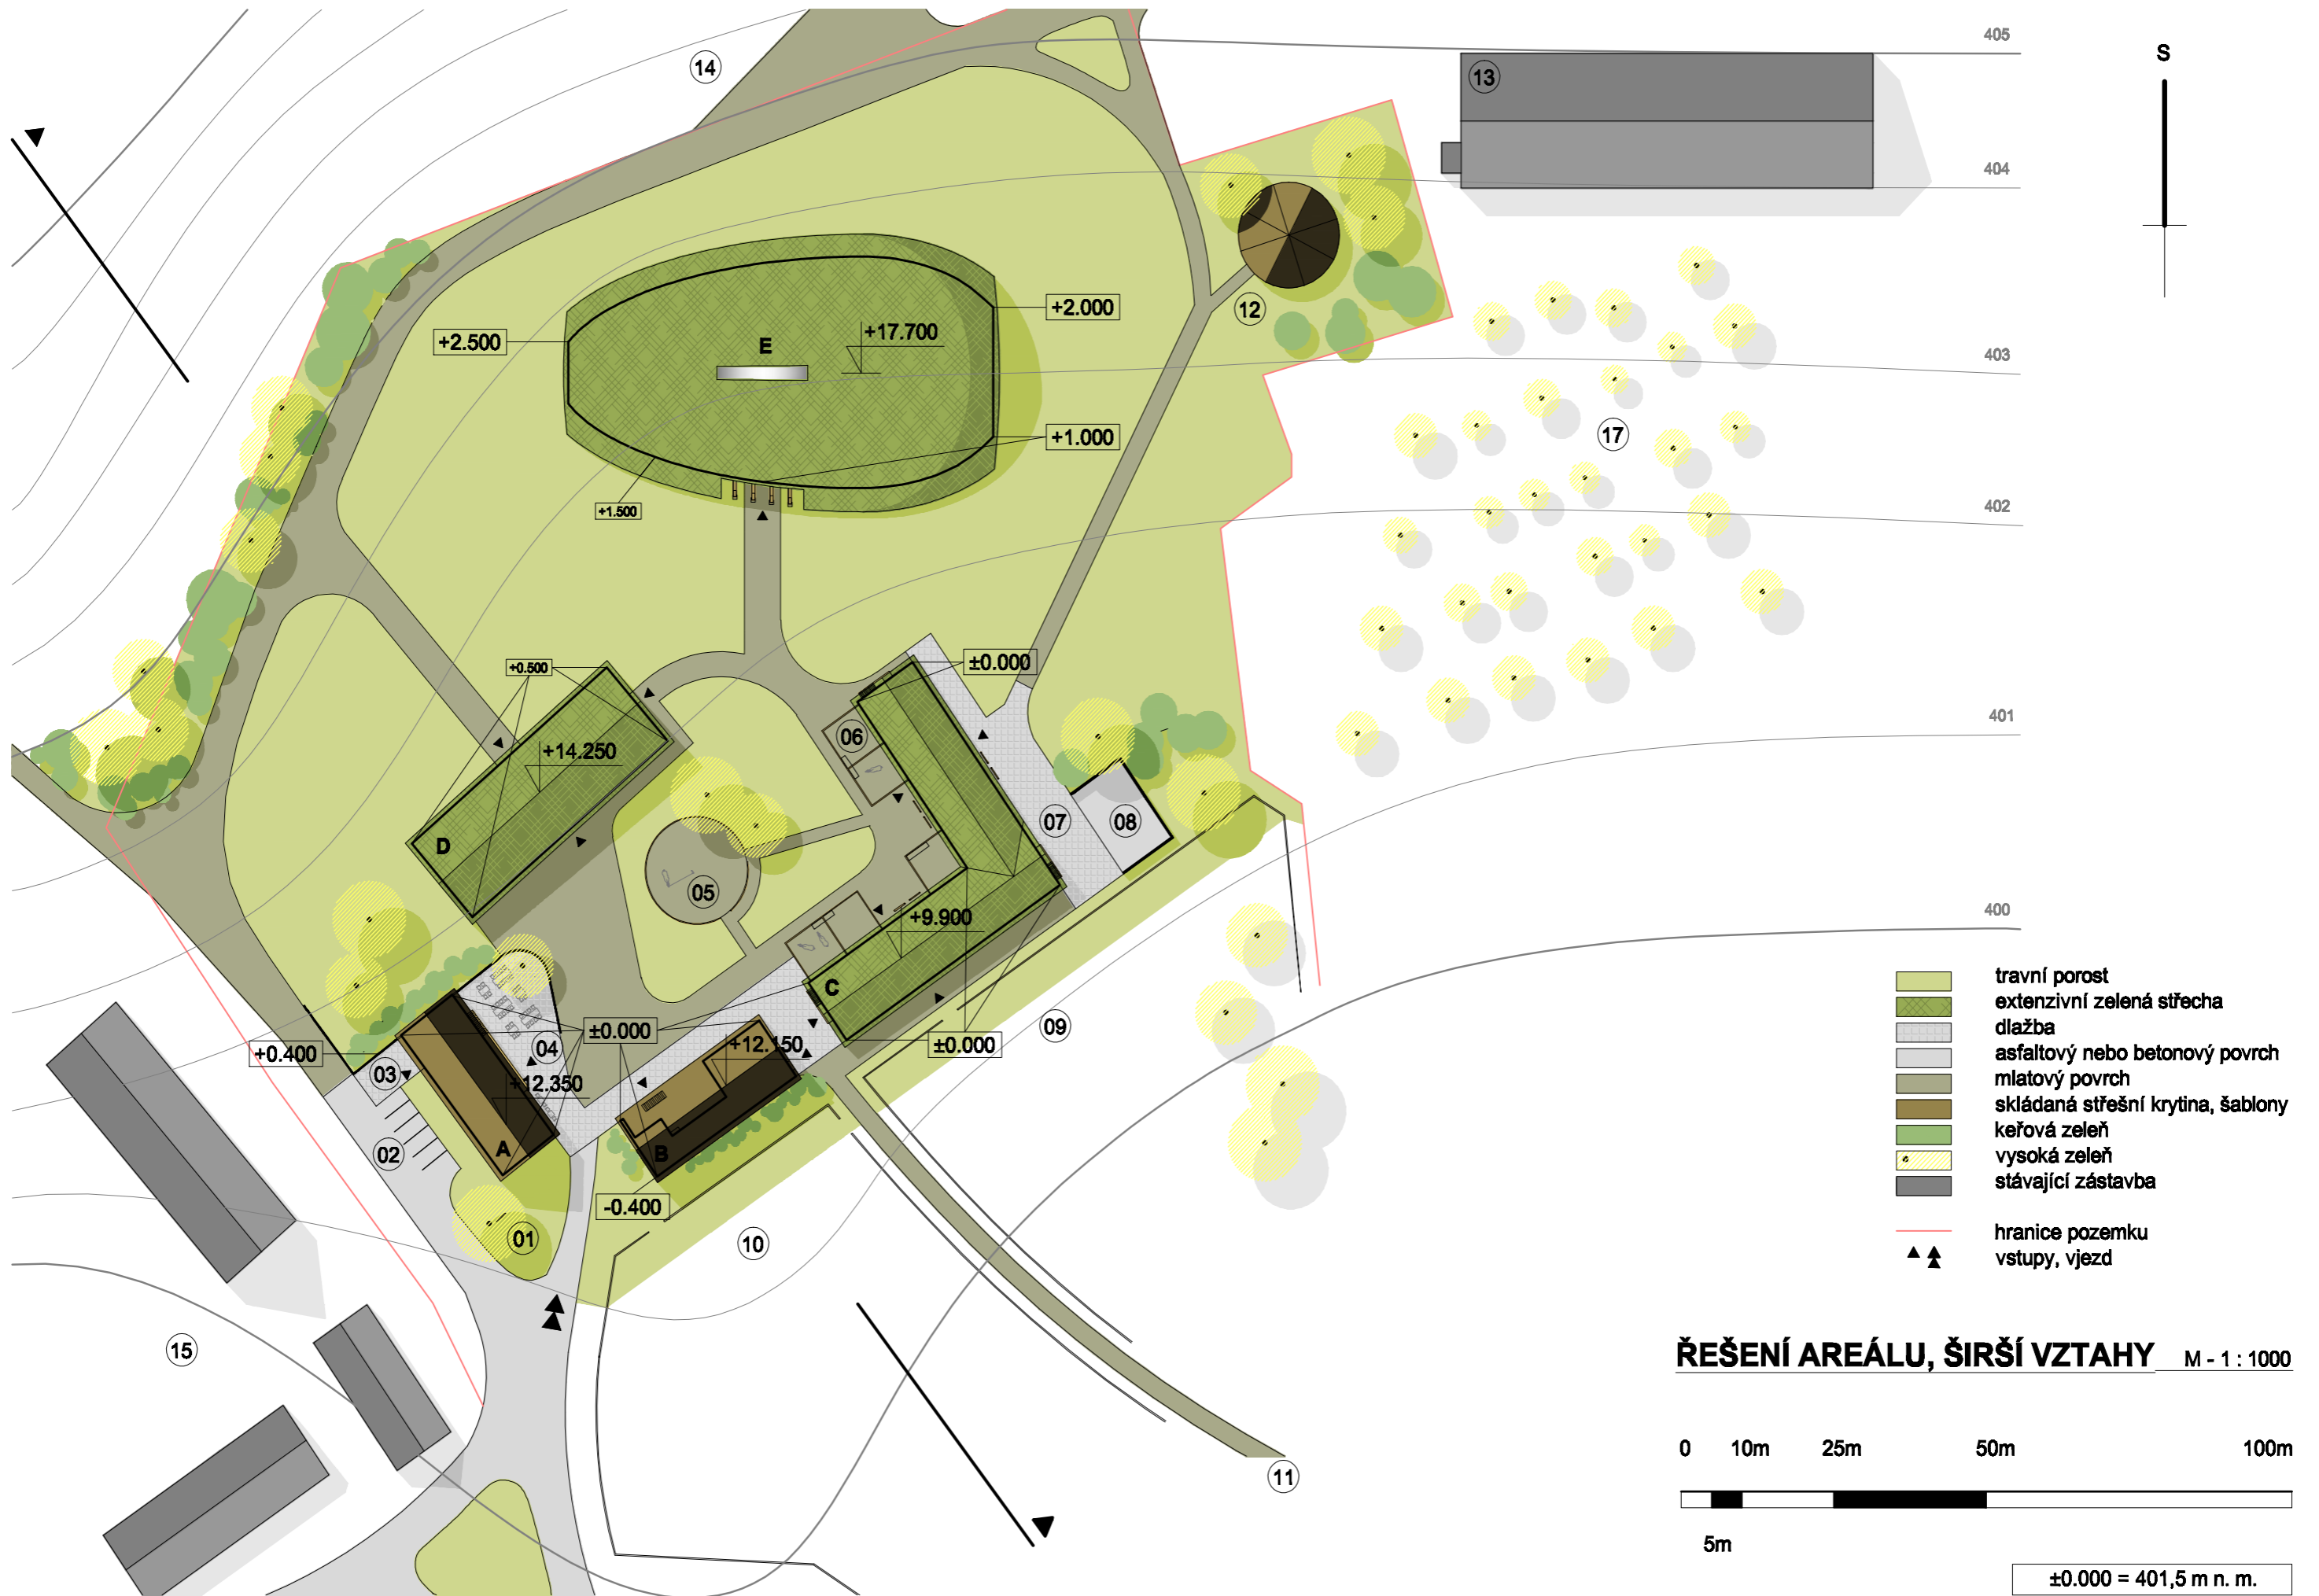 405
14
S
13
404
12
+2.000
+2.500
E
+17.700
403
17
+1.000
+1.500
402
+0.500
±0.000
401
06
+14.250
D
07
08
05
+9.900
400
C
travní porost
extenzivní zelená střecha
dlažba
asfaltový nebo betonový povrch
mlatový povrch
skládaná střešní krytina, šablony
keřová zeleň
vysoká zeleň
stávající zástavba
hranice pozemku
vstupy, vjezd
±0.000
04
+0.400
03
+12.350
+12.150
±0.000
09
02
A
B
-0.400
01
10
15
11
ŘEŠENÍ AREÁLU, ŠIRŠÍ VZTAHY M - 1 : 1000
0 10m 25m 50m 100m
5m
±0.000 = 401,5 m n. m.